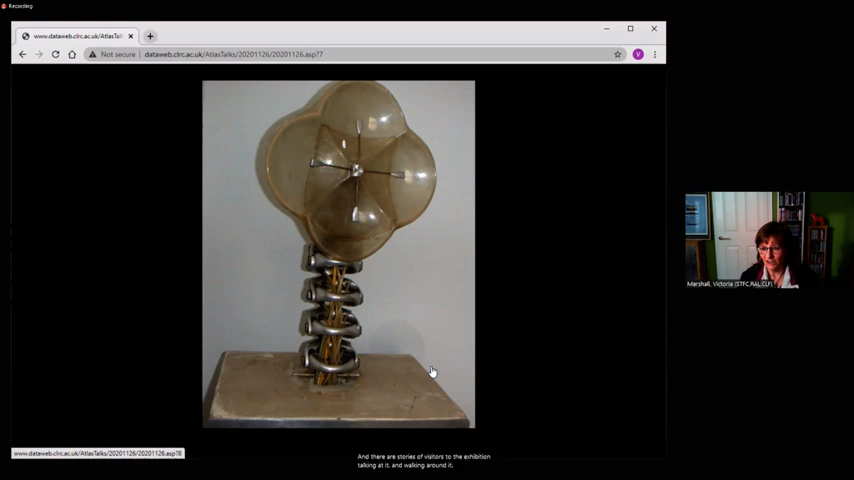 Recording
www.dataweb.clrc.ac.uk/AtlasTalks
Not secure
dataweb.clrc.ac.uk/AtlasTalks/20201126/20201126.asp?7
V
Marshall, Victoria (STFC,RAL,CLF)
www.dataweb.clrc.ac.uk/AtlasTalks/20201126/20201126.asp?8
And there are stories of visitors to the exhibition
talking at it. and walking around it.